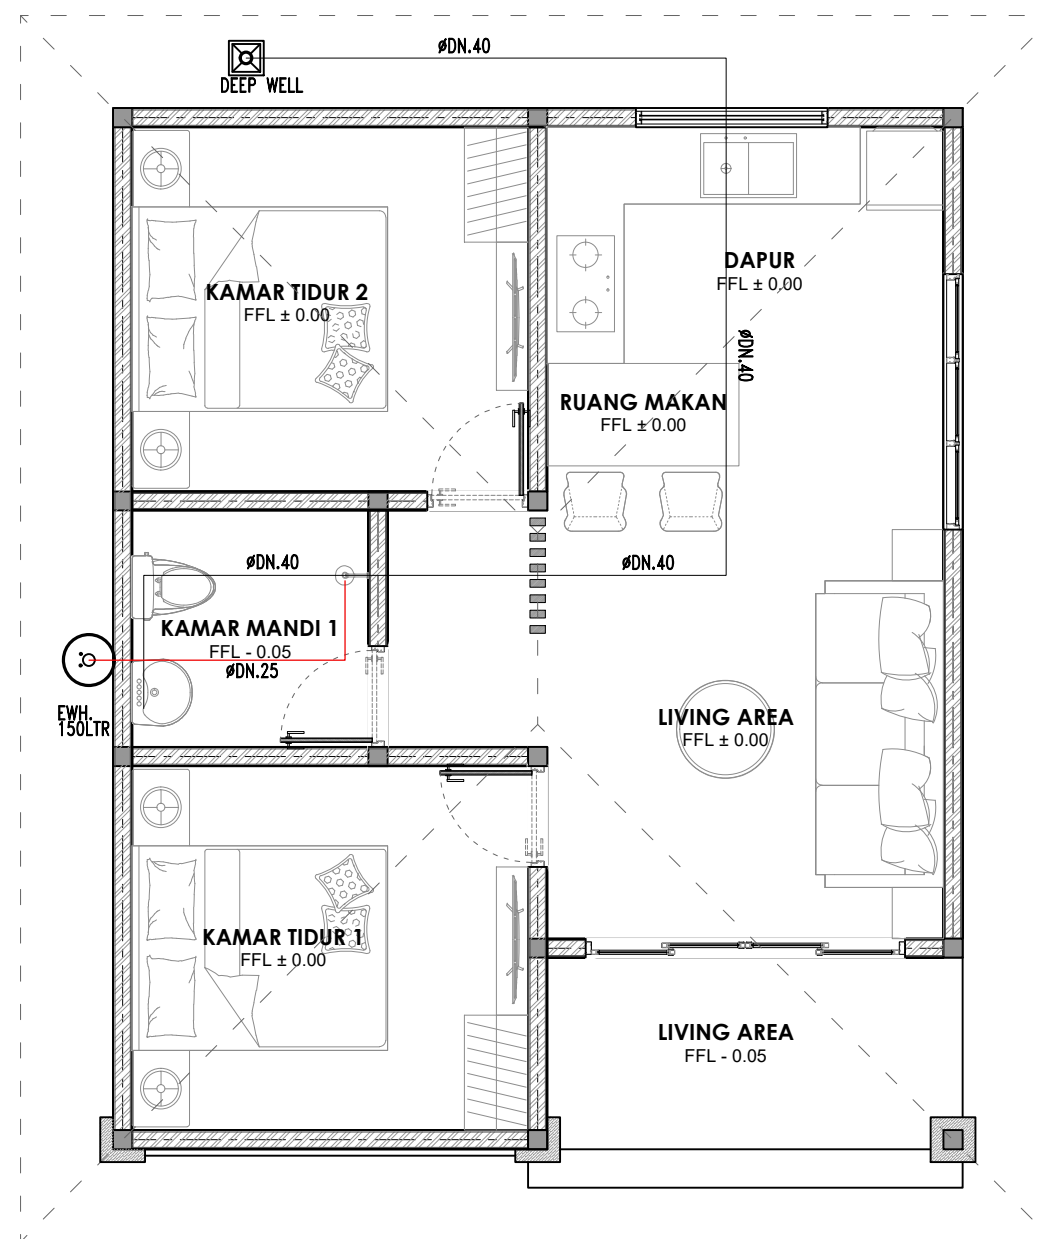 øDN.40
DEEP WELL
DAPUR
FFL ± 0.00
KAMAR TIDUR 2
FFL ± 0.00
øDN.40
RUANG MAKAN
FFL ± 0.00
øDN.40
øDN.40
KAMAR MANDI 1
FFL - 0.05
øDN.25
EWH.
150LTR
LIVING AREA
FFL ± 0.00
KAMAR TIDUR 1
FFL ± 0.00
LIVING AREA
FFL - 0.05